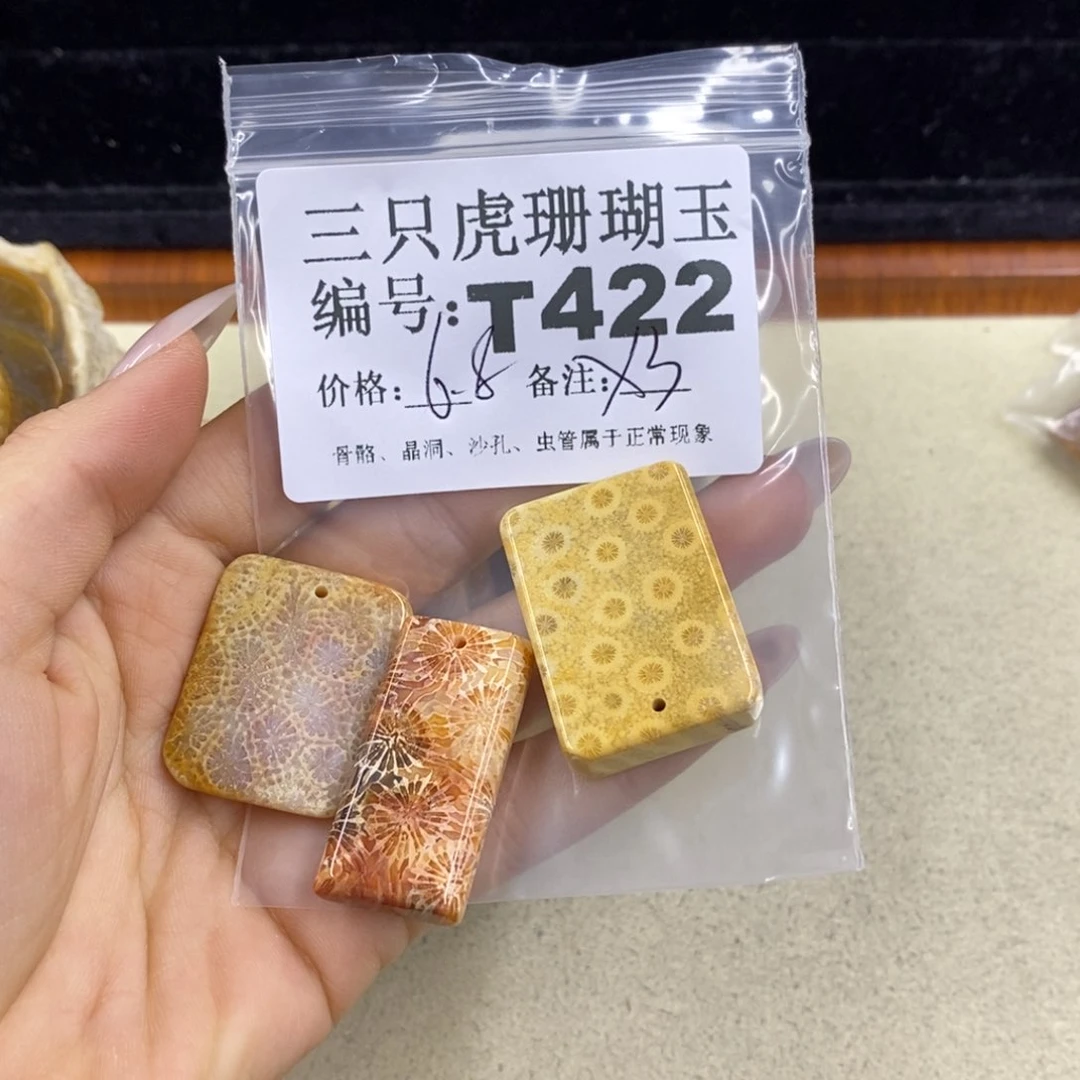 三只虎珊瑚玉
编号:T422
价格:68 备注:X3
骨骼、晶洞、沙孔、虫管属于正常现象